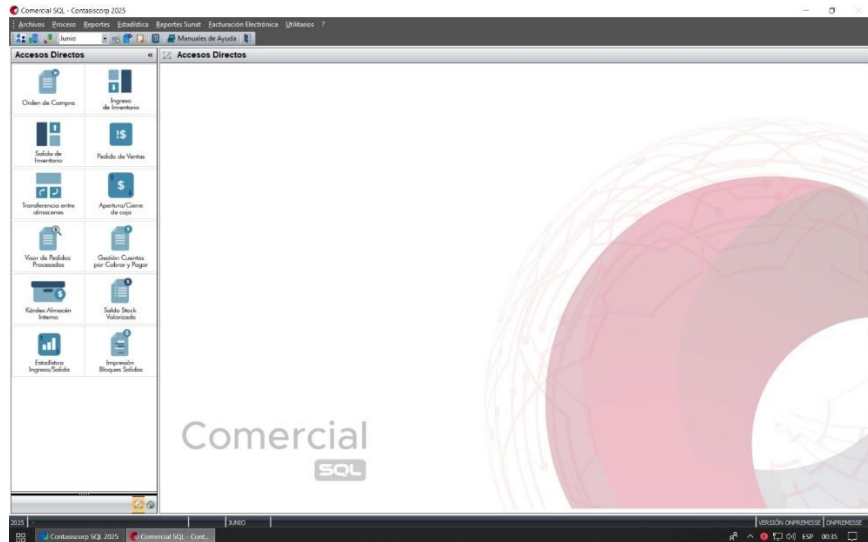 Comercial SQL - Contasiscorp 2025
Archivos Proceso Reportes Estadística Reportes Sunat Facturación Electrónica Utilitarios ?
Junio Manuales de Ayuda
Accesos Directos « Accesos Directos
Orden de Compra
Ingreso
de Inventario
Salida de
Inventario
!$
Pedido de Ventas
Transferencia entre
almacenes
$
Apertura/Cierre
de caja
Visor de Pedidos
Procesados
Gestión Cuentas
por Cobrar y Pagar
Kárdex Almacén
Interno
Saldo Stock
Valorizado
Estadística
Ingreso/Salida
Impresión
Bloques Salidas
Comercial
SQL
2025 - JUNIO VERSIÓN ONPREMISSE ONPREMISSE
Contasiscorp SQL 2025 Comercial SQL - Cont... ESP 00:35